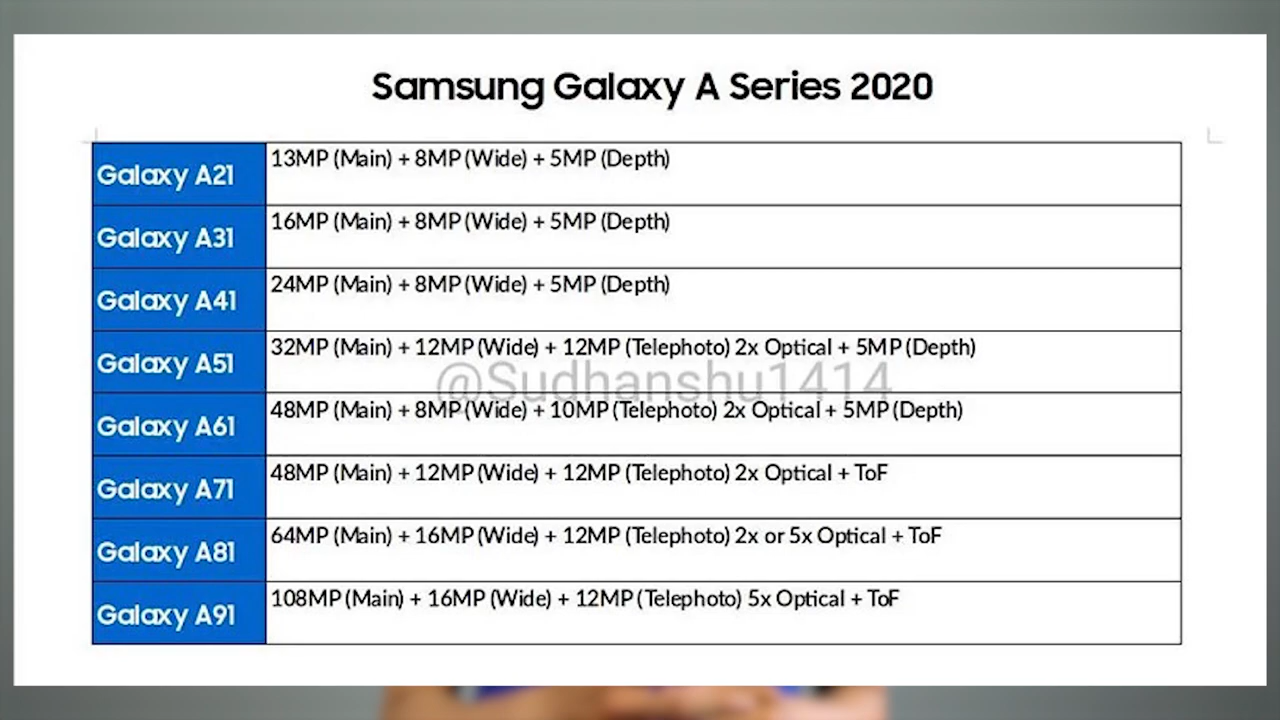 Samsung Galaxy A Series 2020
Galaxy A21 13MP (Main) + 8MP (Wide) + 5MP (Depth)
Galaxy A31 16MP (Main) + 8MP (Wide) + 5MP (Depth)
Galaxy A41 24MP (Main) + 8MP (Wide) + 5MP (Depth)
Galaxy A51 32MP (Main) + 12MP (Wide) + 12MP (Telephoto) 2x Optical + 5MP (Depth)
@Sudhanshu1414
Galaxy A61 48MP (Main) + 8MP (Wide) + 10MP (Telephoto) 2x Optical + 5MP (Depth)
Galaxy A71 48MP (Main) + 12MP (Wide) + 12MP (Telephoto) 2x Optical + ToF
Galaxy A81 64MP (Main) + 16MP (Wide) + 12MP (Telephoto) 2x or 5x Optical + ToF
Galaxy A91 108MP (Main) + 16MP (Wide) + 12MP (Telephoto) 5x Optical + ToF